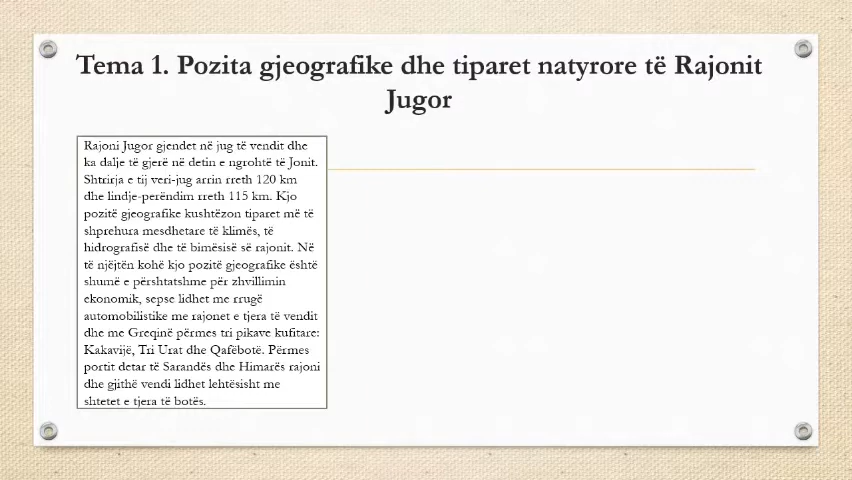 Tema 1. Pozita gjeografike dhe tiparet natyrore të Rajonit
Jugor
Rajoni Jugor gjendet në jug të vendit dhe
ka dalje të gjerë në detin e ngrohtë të Jonit.
Shtrirja e tij veri-jug arrin rreth 120 km
dhe lindje-perëndim rreth 115 km. Kjo
pozitë gjeografike kushtëzon tiparet më të
shprehura mesdhetare të klimës, të
hidrografisë dhe të bimësisë së rajonit. Në
të njëjtën kohë kjo pozitë gjeografike është
shumë e përshtatshme për zhvillimin
ekonomik, sepse lidhet me rrugë
automobilistike me rajonet e tjera të vendit
dhe me Greqinë përmes tri pikave kufitare:
Kakavijë, Tri Urat dhe Qafëbotë. Përmes
portit detar të Sarandës dhe Himarës rajoni
dhe gjithë vendi lidhet lehtësisht me
shtetet e tjera të botës.